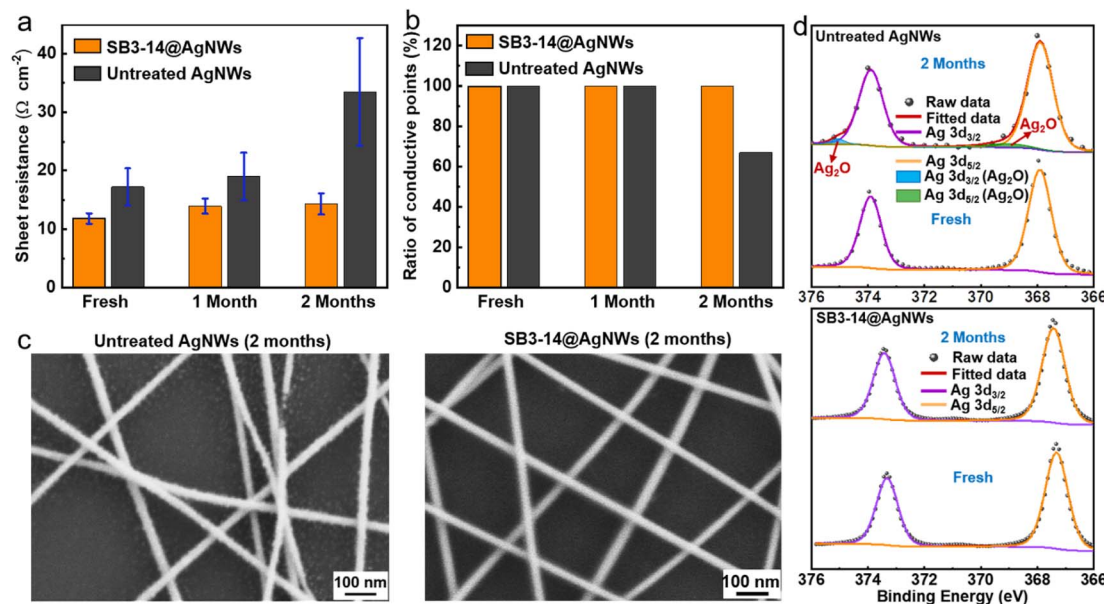 a
Sheet resistance (Ω cm⁻²)
40
30
20
15
10
5
0
SB3-14@AgNWs
Untreated AgNWs
Fresh
1 Month
2 Months
b
Ratio of conductive points (%)
120
100
80
60
40
20
0
SB3-14@AgNWs
Untreated AgNWs
Fresh
1 Month
2 Months
c
Untreated AgNWs (2 months)
100 nm
SB3-14@AgNWs (2 months)
100 nm
d
Untreated AgNWs
2 Months
Raw data
Fitted data
Ag 3d₃/₂
Ag₂O
Ag₂O
Ag 3d₅/₂
Ag 3d₃/₂ (Ag₂O)
Ag 3d₅/₂ (Ag₂O)
Fresh
376 374 372 370 368 366
SB3-14@AgNWs
2 Months
Raw data
Fitted data
Ag 3d₃/₂
Ag 3d₅/₂
Fresh
376 374 372 370 368 366
Binding Energy (eV)